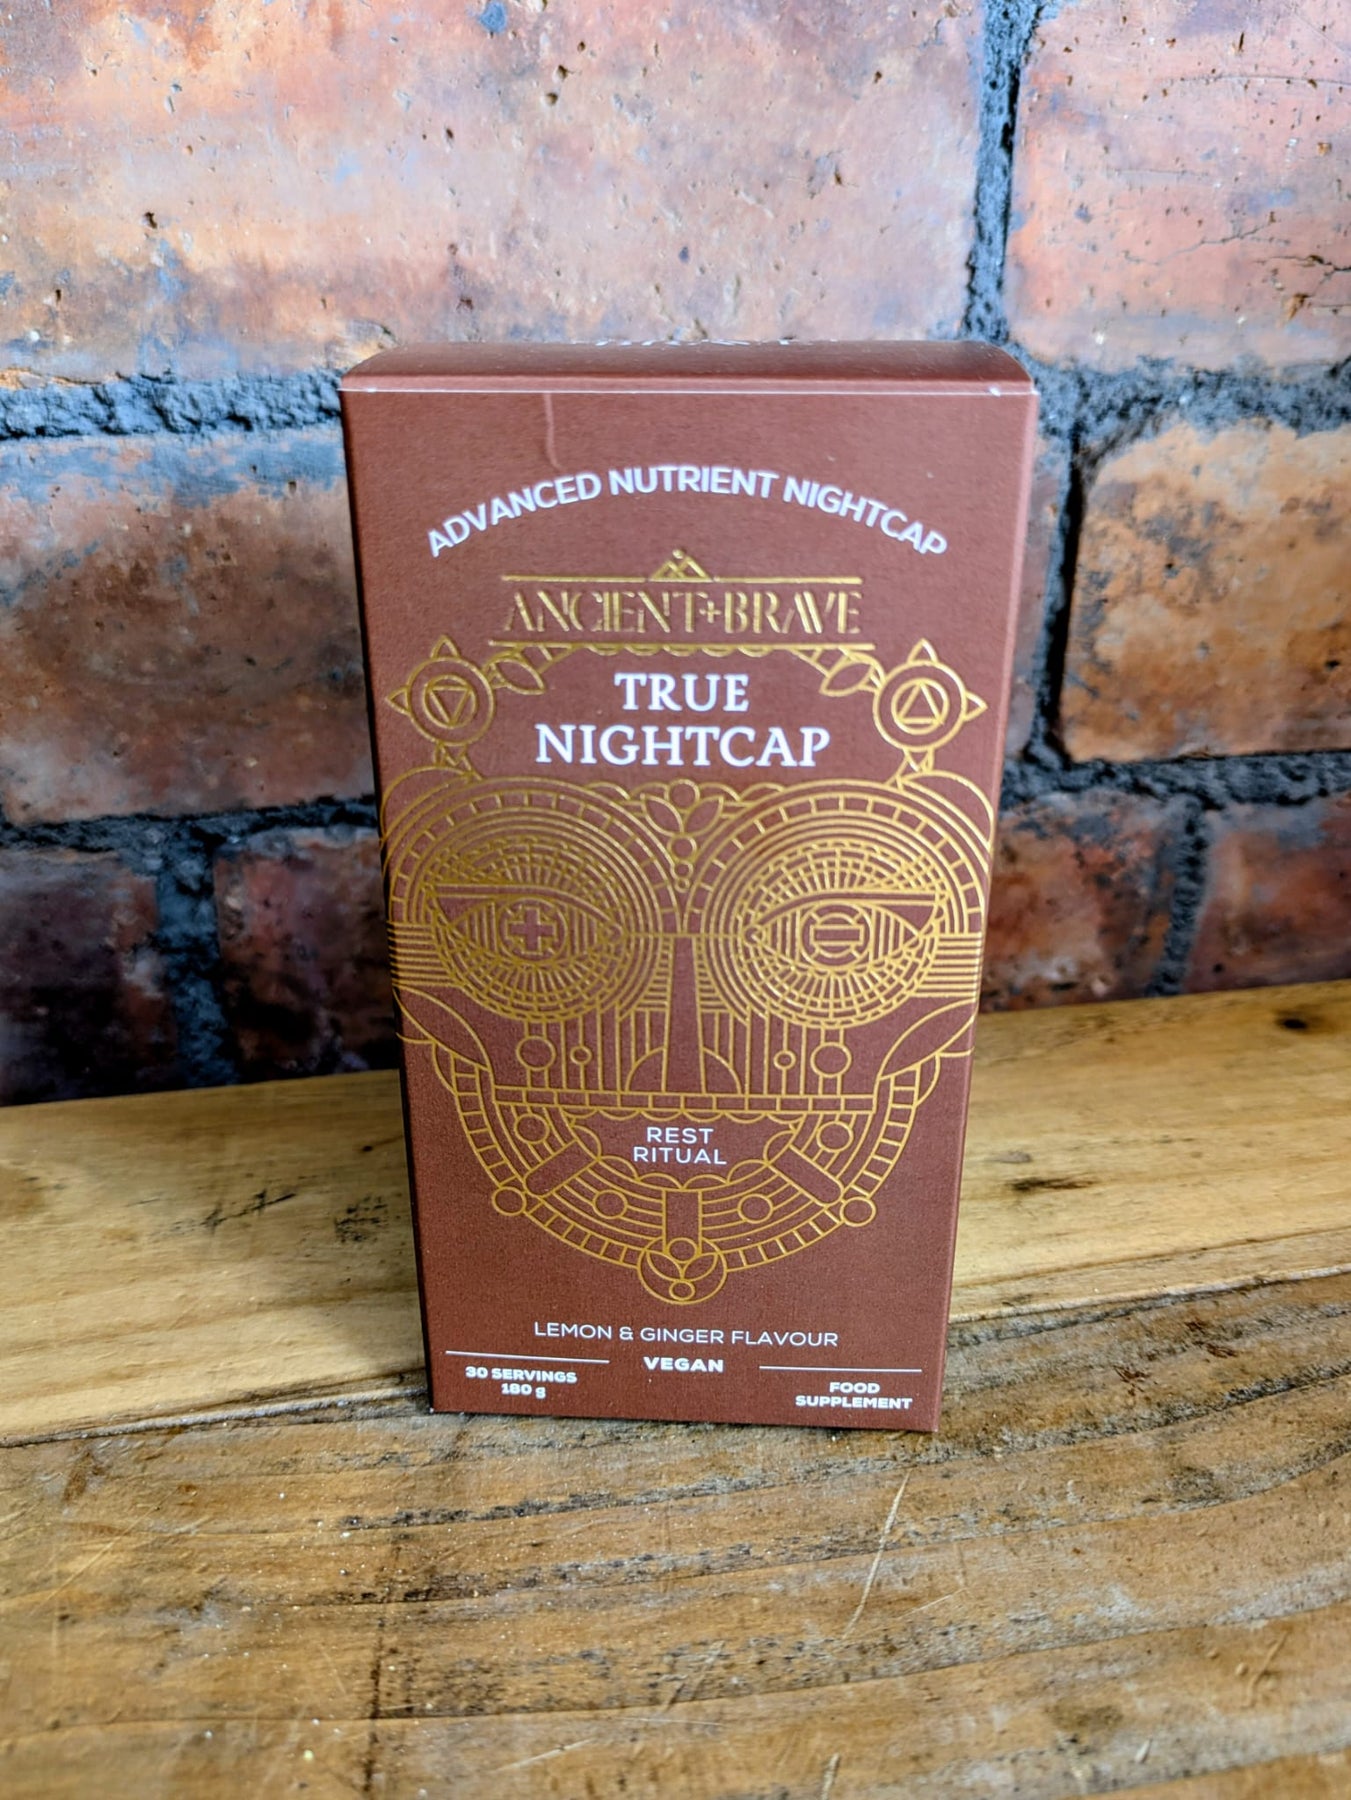 ADVANCED NUTRIENT NIGHTCAP
ANCIENT+BRAVE
TRUE
NIGHTCAP
REST
RITUAL
LEMON & GINGER FLAVOUR
VEGAN
30 SERVINGS
180 g
FOOD
SUPPLEMENT